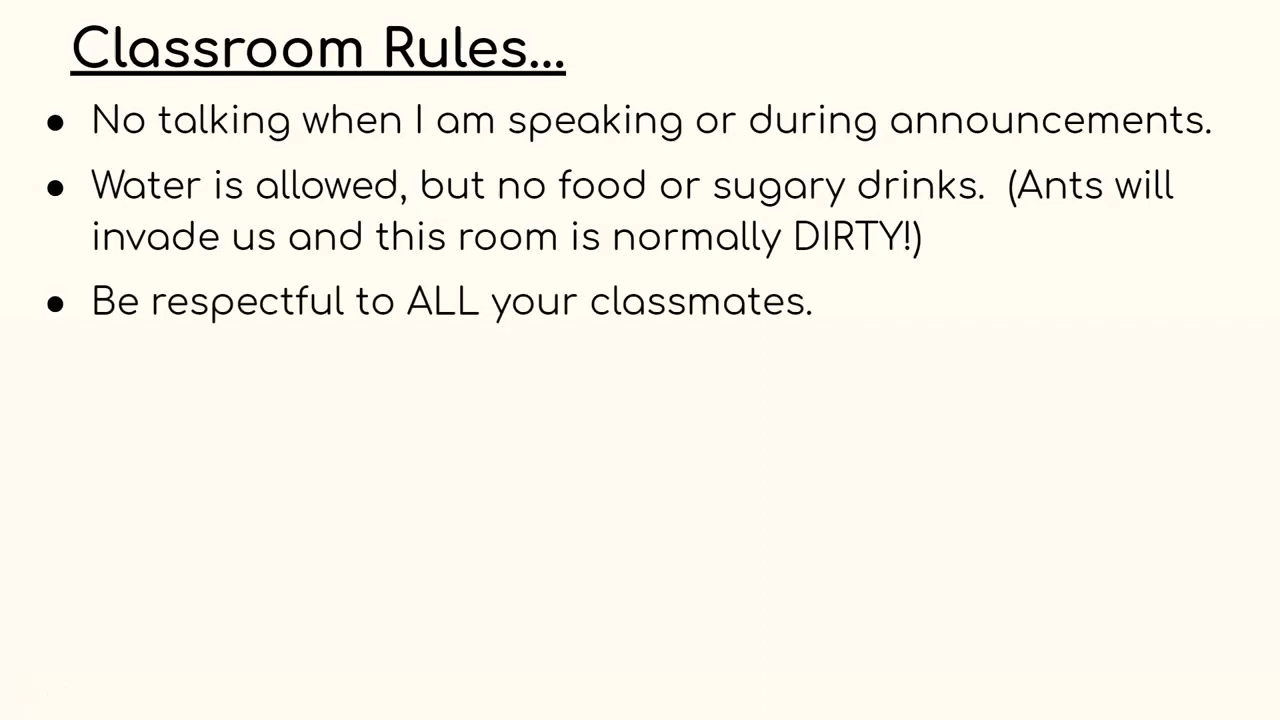 Classroom Rules...
● No talking when I am speaking or during announcements.
● Water is allowed, but no food or sugary drinks.  (Ants will
invade us and this room is normally DIRTY!)
● Be respectful to ALL your classmates.